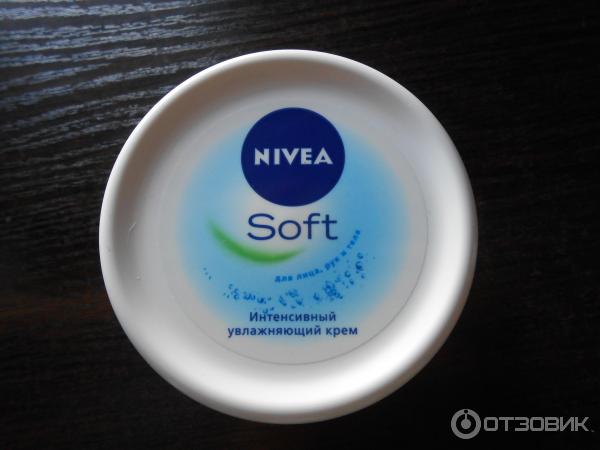 NIVEA
Soft
для лица, рук и тела
Интенсивный
увлажняющий крем
ОТЗОВИК